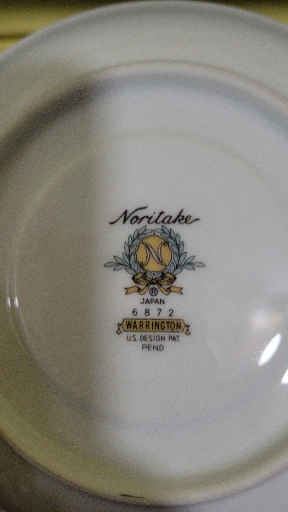 Noritake
N
®
JAPAN
6872
WARRINGTON
U.S. DESIGN PAT.
PEND